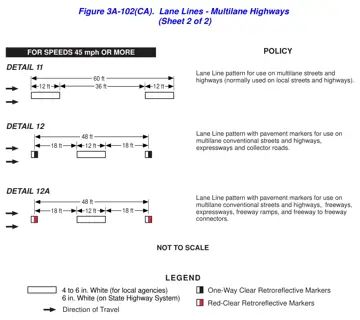 Figure 3A-102(CA). Lane Lines - Multilane Highways
(Sheet 2 of 2)
FOR SPEEDS 45 mph OR MORE
POLICY
DETAIL 11
60 ft
12 ft
36 ft
12 ft
Lane Line pattern for use on multilane streets and
highways (normally used on local streets and highways).
DETAIL 12
48 ft
18 ft
12 ft
18 ft
Lane Line pattern with pavement markers for use on
multilane conventional streets and highways,
expressways and collector roads.
DETAIL 12A
48 ft
18 ft
12 ft
18 ft
Lane Line pattern with pavement markers for use on
multilane conventional streets and highways, freeways,
expressways, freeway ramps, and freeway to freeway
connectors.
NOT TO SCALE
LEGEND
4 to 6 in. White (for local agencies)
6 in. White (on State Highway System)
Direction of Travel
One-Way Clear Retroreflective Markers
Red-Clear Retroreflective Markers